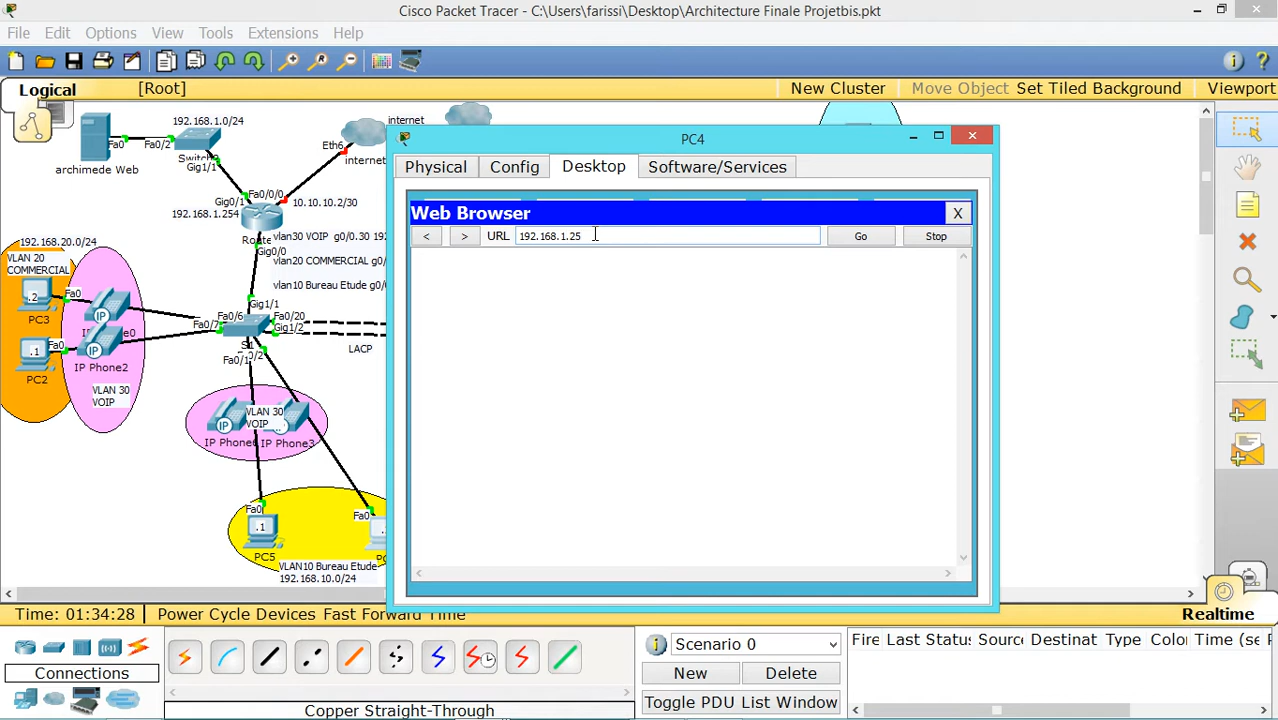 Cisco Packet Tracer - C:\Users\farissi\Desktop\Architecture Finale Projetbis.pkt
File Edit Options View Tools Extensions Help
Logical [Root] New Cluster Move Object Set Tiled Background Viewport
192.168.1.0/24
internet
Fa0 Fa0/2
Switch
Eth6
internet
archimede Web
Gig1/1
Fa0/0/0
192.168.1.254
10.10.10.2/30
Route
vlan30 VOIP g0/0.30 192
Gig0/0
192.168.20.0/24
VLAN 20
COMMERCIAL
vlan20 COMMERCIAL g0/
vlan10 Bureau Etude g0/
.2
Fa0
PC3
IP
Gig1/1
Fa0/6 Fa0/20
Fa0/7 Gig1/2
S1
LACP
.1
Fa0
IP
PC2
IP Phone2
Fa0/1
VLAN 30
VOIP
VLAN 30
VOIP
IP IP
IP Phone IP Phone3
Fa0 Fa0
.1
PC5
VLAN10 Bureau Etude
192.168.10.0/24
PC4
Physical Config Desktop Software/Services
Web Browser X
< > URL 192.168.1.25 Go Stop
Time: 01:34:28 Power Cycle Devices Fast Forward Time Realtime
Connections
Copper Straight-Through
Scenario 0
New Delete
Toggle PDU List Window
Fire Last Status Source Destinat Type Color Time (se P